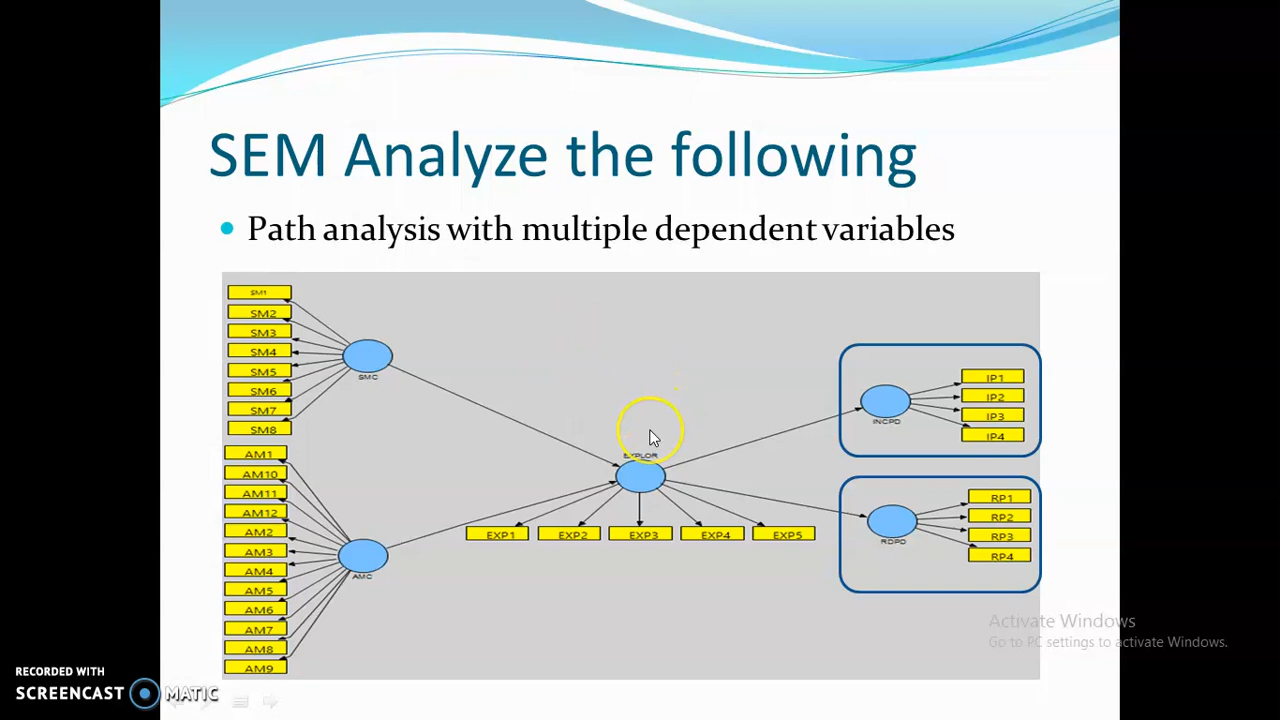 SEM Analyze the following
Path analysis with multiple dependent variables
SM1
SM2
SM3
SM4
SM5
SM6
SM7
SM8
SMC
AM1
AM10
AM11
AM12
AM2
AM3
AM4
AM5
AM6
AM7
AM8
AM9
AMC
EXPLOR
EXP1
EXP2
EXP3
EXP4
EXP5
IP1
IP2
IP3
IP4
INCPD
RP1
RP2
RP3
RP4
RDPD
Activate Windows
Go to PC settings to activate Windows.
RECORDED WITH
SCREENCAST MATIC